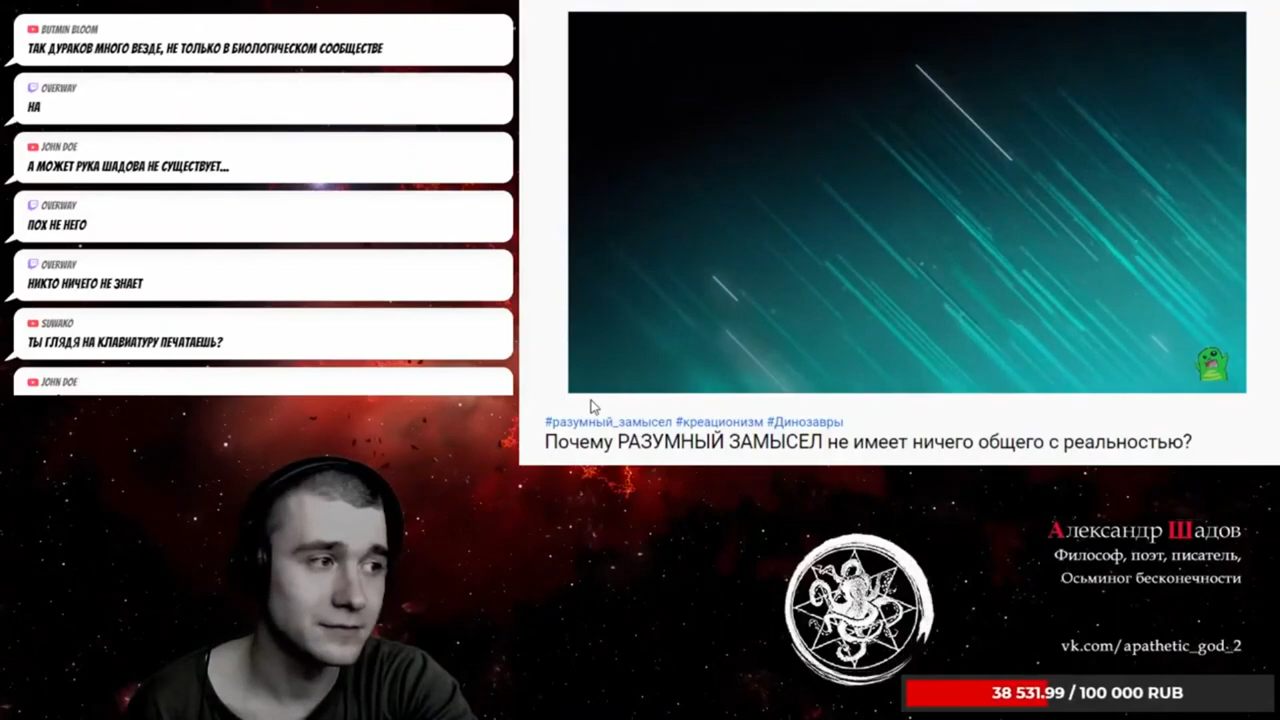 BUTMIN BLOOM
ТАК ДУРАКОВ МНОГО ВЕЗДЕ, НЕ ТОЛЬКО В БИОЛОГИЧЕСКОМ СООБЩЕСТВЕ
OVERWAY
НА
JOHN DOE
А МОЖЕТ РУКА ШАДОВА НЕ СУЩЕСТВУЕТ...
OVERWAY
ПОХ НЕ НЕГО
OVERWAY
НИКТО НИЧЕГО НЕ ЗНАЕТ
SUWAKO
ТЫ ГЛЯДЯ НА КЛАВИАТУРУ ПЕЧАТАЕШЬ?
JOHN DOE
#разумный_замысел #креационизм #Динозавры
Почему РАЗУМНЫЙ ЗАМЫСЕЛ не имеет ничего общего с реальностью?
Александр Шадов
Философ, поэт, писатель,
Осьминог бесконечности
vk.com/apathetic_god_2
38 531.99 / 100 000 RUB